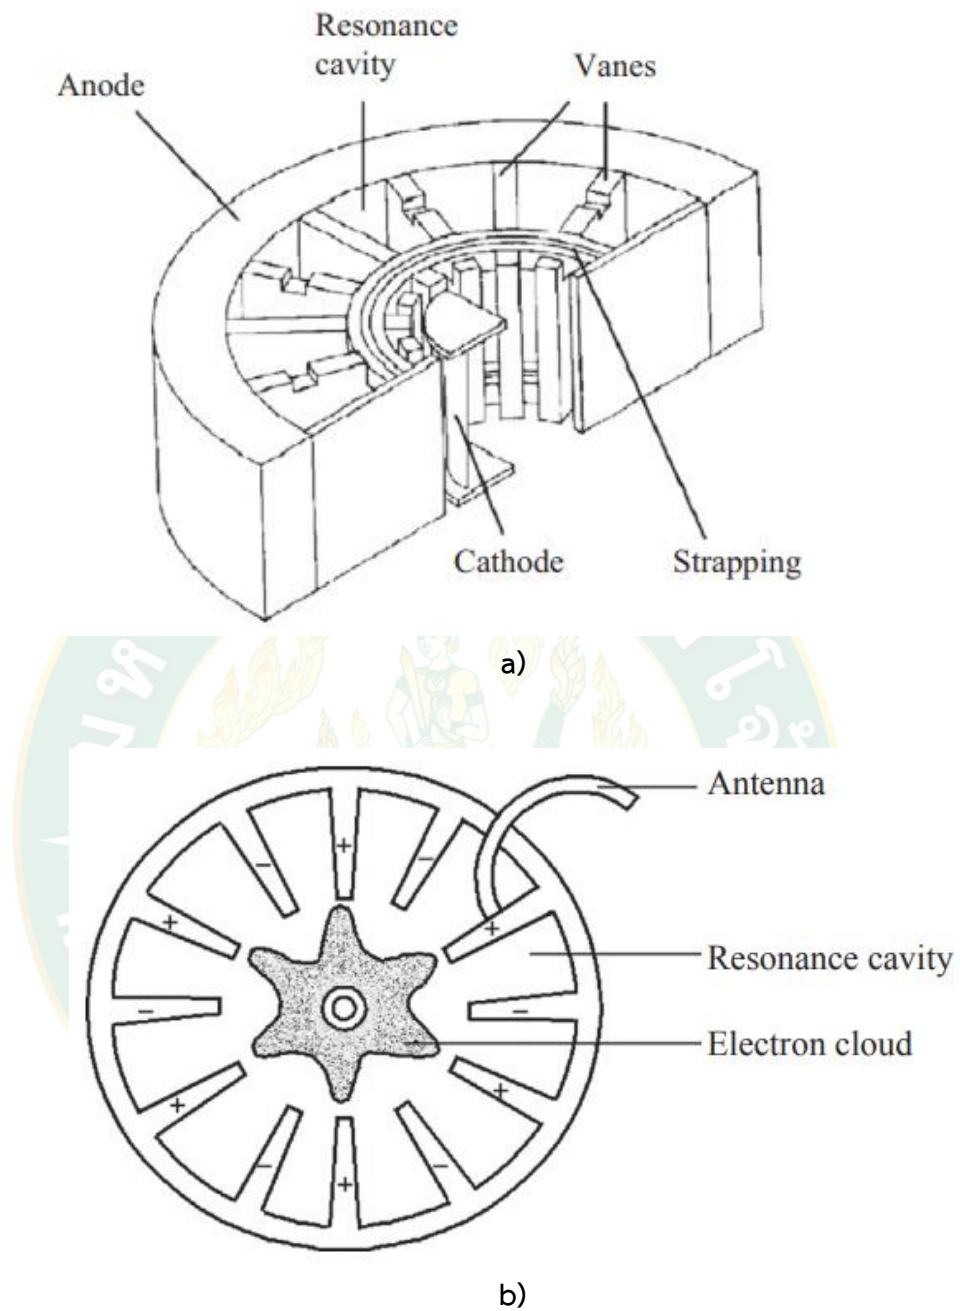 Resonance
cavity
Vanes
Anode
Cathode
Strapping
a)
Antenna
+
−
−
+
+
Resonance cavity
−
−
Electron cloud
+
+
−
−
+
b)